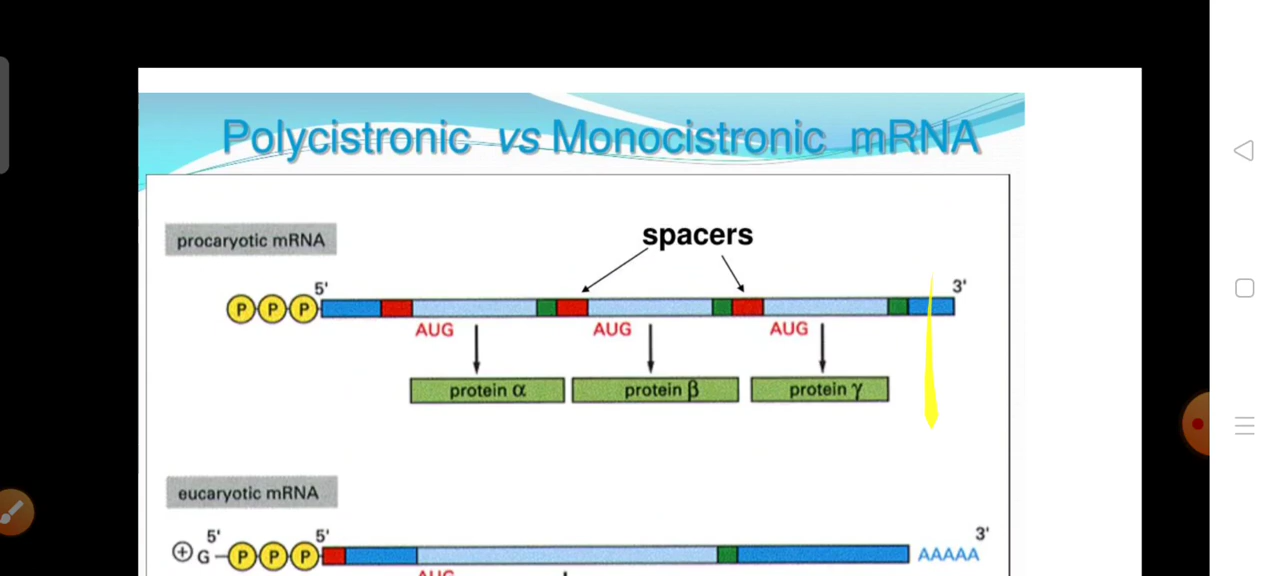 Polycistronic vs Monocistronic mRNA
procaryotic mRNA
spacers
5' 3'
P P P
AUG AUG AUG
protein α protein β protein γ
eucaryotic mRNA
5' 5' 3'
+ G P P P AAAAA
AUG